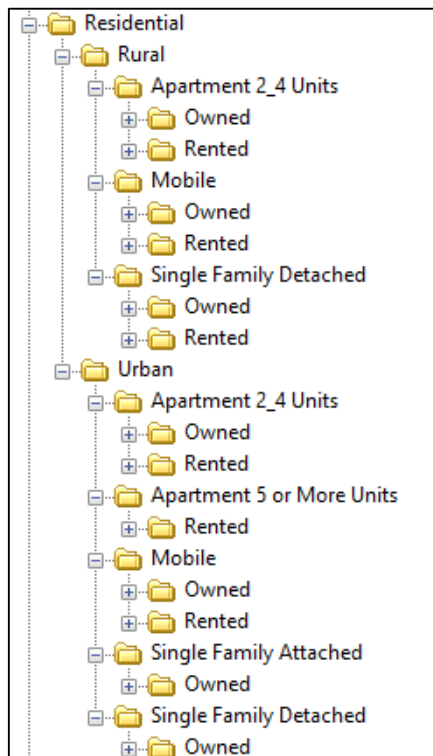 Residential
Rural
Apartment 2_4 Units
Owned
Rented
Mobile
Owned
Rented
Single Family Detached
Owned
Rented
Urban
Apartment 2_4 Units
Owned
Rented
Apartment 5 or More Units
Rented
Mobile
Owned
Rented
Single Family Attached
Owned
Single Family Detached
Owned